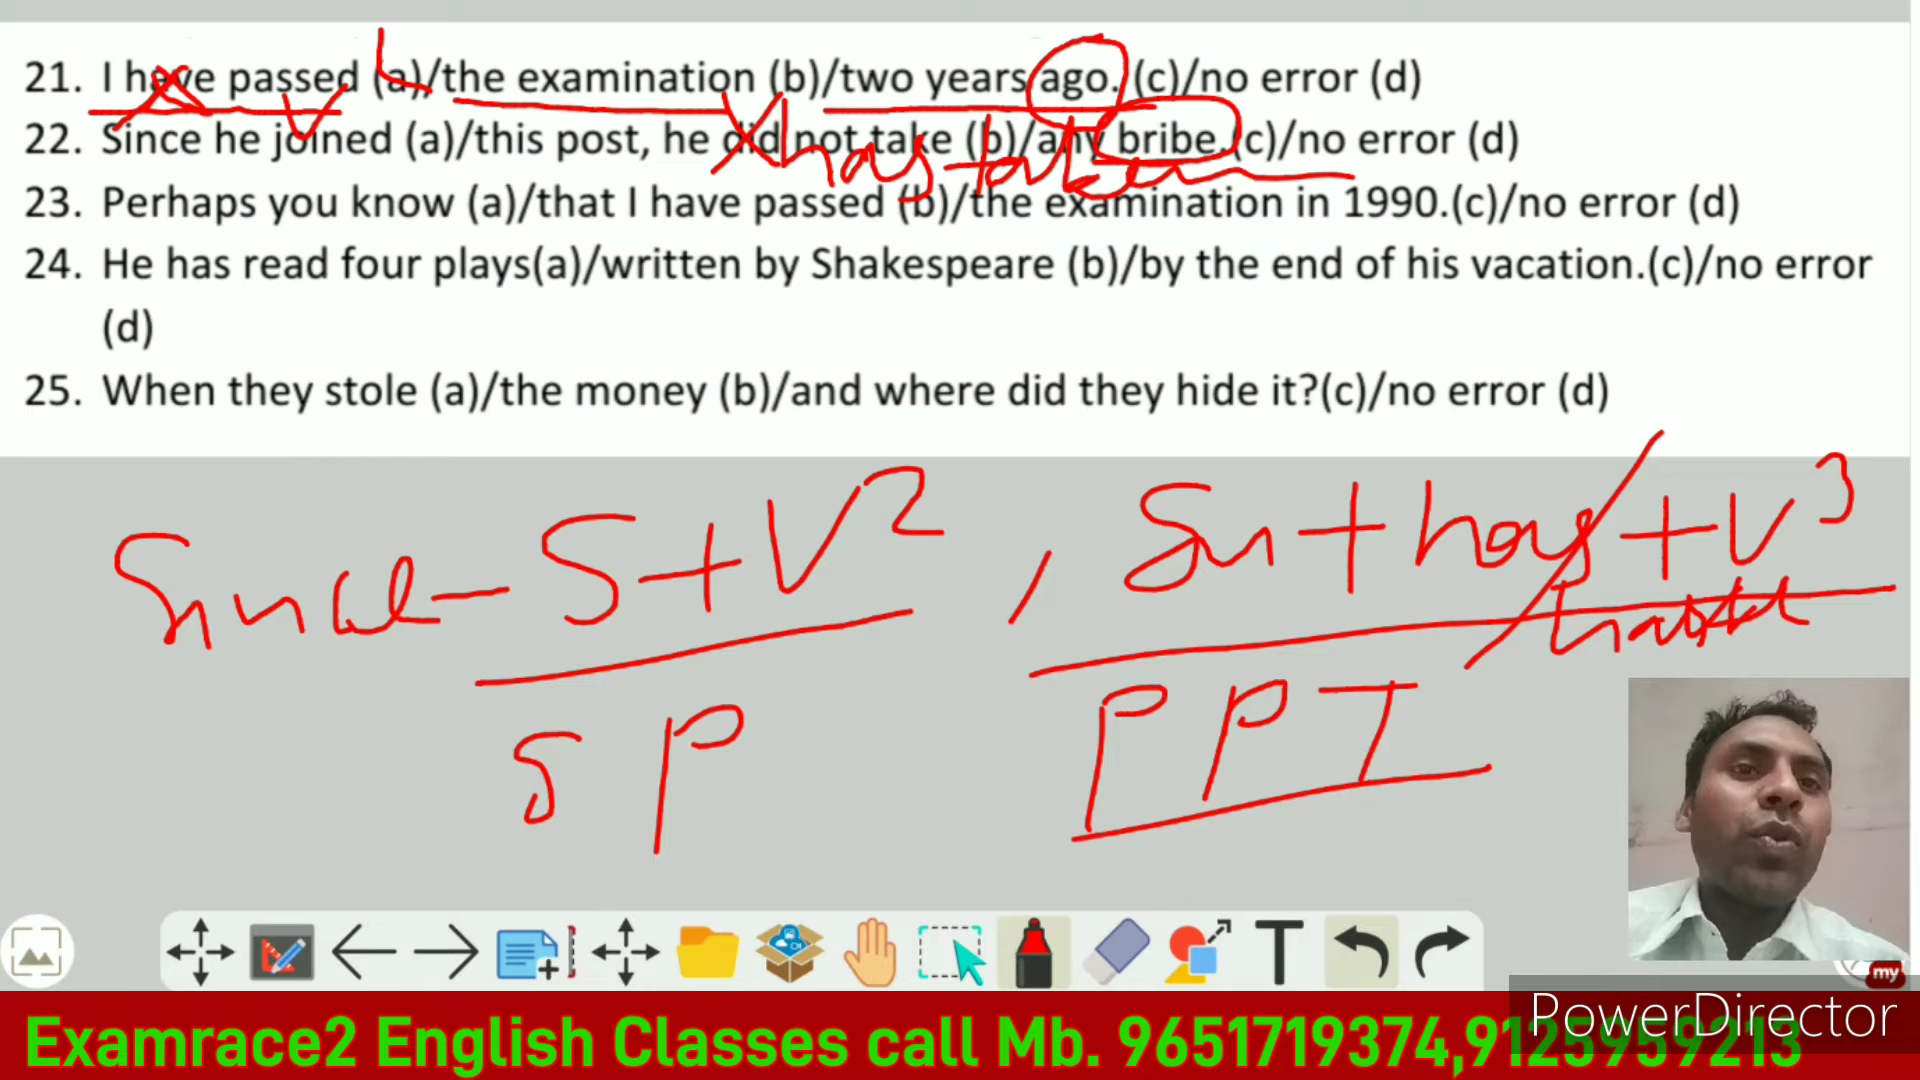 21. I have passed (a)/the examination (b)/two years ago. (c)/no error (d)
22. Since he joined (a)/this post, he did not take (b)/any bribe.(c)/no error (d)
has taken
23. Perhaps you know (a)/that I have passed (b)/the examination in 1990.(c)/no error (d)
24. He has read four plays(a)/written by Shakespeare (b)/by the end of his vacation.(c)/no error
(d)
25. When they stole (a)/the money (b)/and where did they hide it?(c)/no error (d)
Since - S + V2 , Su + has + V3
S P PPT
CH
T
my
PowerDirector
Examrace2 English Classes call Mb. 9651719374,9125959213